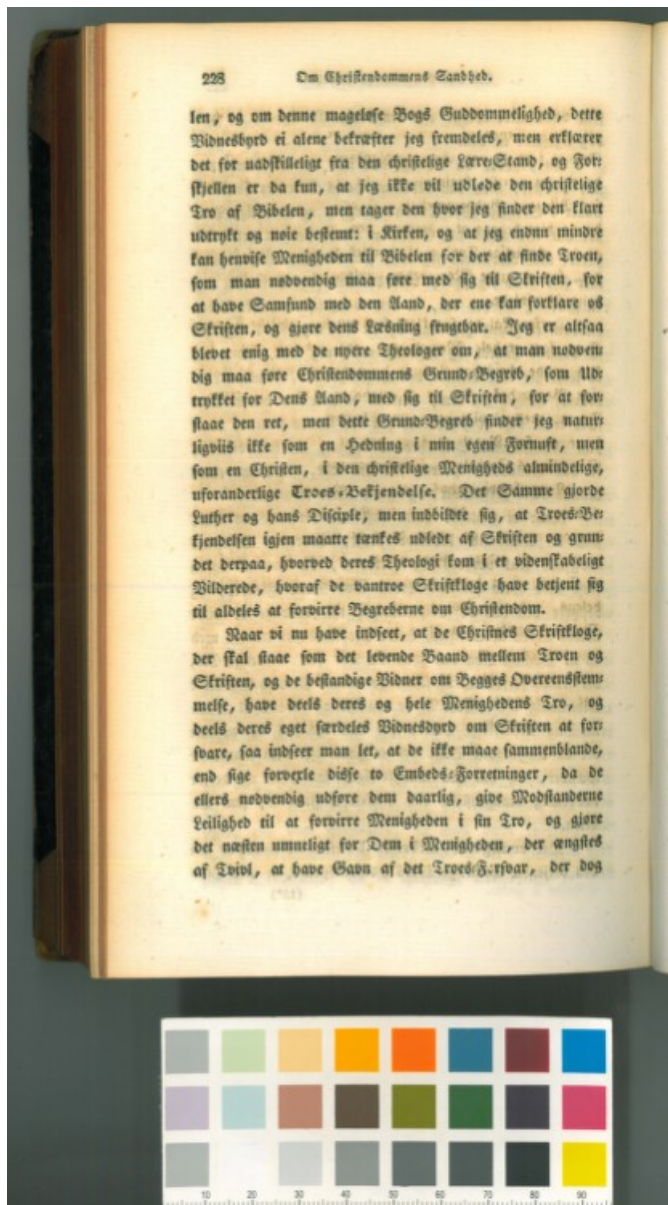 228 Om Christendommens Sandhed.
len, og om denne mageløse Bogs Guddommelighed, dette
Vidnesbyrd ei alene bekræfter jeg fremdeles, men erklærer
det for uadskilleligt fra den christelige Lære-Stand, og For-
skjellen er da kun, at jeg ikke vil udlede den christelige
Tro af Bibelen, men tager den hvor jeg finder den klart
udtrykt og nøie bestemt: i Kirken, og at jeg endnu mindre
kan henvise Menigheden til Bibelen for der at finde Troen,
som man nødvendig maa føre med sig til Skriften, for
at have Samfund med den Aand, der ene kan forklare os
Skriften, og gjøre dens Læsning frugtbar. Jeg er altsaa
blevet enig med de nyere Theologer om, at man nødven-
dig maa føre Christendommens Grund-Begreb, som Ud-
trykket for Dens Aand, med sig til Skriften, for at for-
staae den ret, men dette Grund-Begreb finder jeg natur-
ligviis ikke som en Hedning i min egen Fornuft, men
som en Christen, i den christelige Menigheds almindelige,
uforanderlige Troes-Bekjendelse. Det Samme gjorde
Luther og hans Disciple, men indbildte sig, at Troes-Be-
kjendelsen igjen maatte tænkes udledt af Skriften og grun-
det derpaa, hvorved deres Theologi kom i et videnskabeligt
Vilderede, hvoraf de vantroe Skriftkloge have betjent sig
til aldeles at forvirre Begreberne om Christendom.
Naar vi nu have indseet, at de Christnes Skriftkloge,
der skal staae som det levende Baand mellem Troen og
Skriften, og de bestandige Vidner om Begges Overeensstem-
melse, have deels deres og hele Menighedens Tro, og
deels deres eget særdeles Vidnesbyrd om Skriften at for-
svare, saa indseer man let, at de ikke maae sammenblande,
end sige forvexle disse to Embeds-Forretninger, da de
ellers nødvendig udføre dem daarlig, give Modstanderne
Leilighed til at forvirre Menigheden i sin Tro, og gjøre
det næsten umueligt for Dem i Menigheden, der ængstes
af Tvivl, at have Gavn af det Troes-Forsvar, der dog
10 20 30 40 50 60 70 80 90